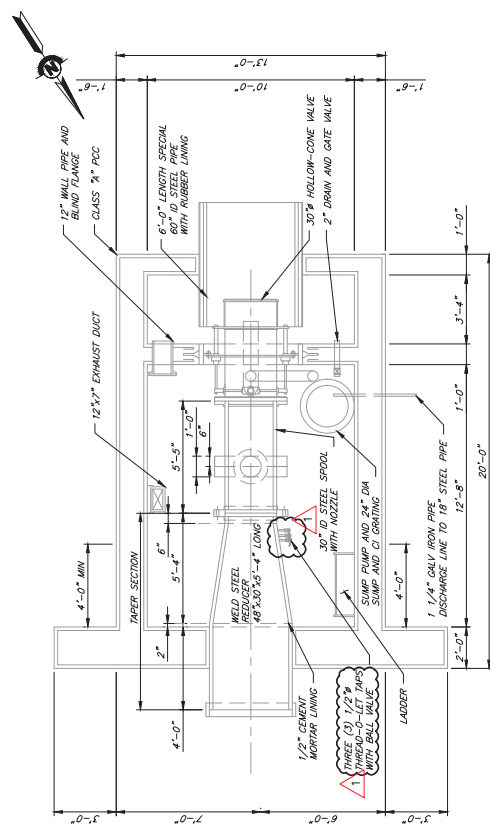 N
13'-0"
1'-6"
10'-0"
1'-6"
12" WALL PIPE AND
BLIND FLANGE
CLASS "A" PCC
6'-0" LENGTH SPECIAL
60" ID STEEL PIPE
WITH RUBBER LINING
30"Ø HOLLOW-CONE VALVE
2" DRAIN AND GATE VALVE
12"x7" EXHAUST DUCT
1'-0"
3'-4"
1'-0"
12'-8"
20'-0"
2'-0"
4'-0"
1'-0"
6"
5'-5"
6"
5'-4"
2"
4'-0"
4'-0" MIN
TAPER SECTION
WELD STEEL
REDUCER
48"x30"x5'-4" LONG
30" ID STEEL SPOOL
WITH NOZZLE
SUMP PUMP AND 24" DIA
SUMP AND CI GRATING
1 1/4" GALV IRON PIPE
DISCHARGE LINE TO 18" STEEL PIPE
1
1/2" CEMENT
MORTAR LINING
THREE (3) 1/2"Ø
THREAD-O-LET TAPS
WITH BALL VALVE
1
LADDER
3'-0"
7'-0"
6'-0"
3'-0"